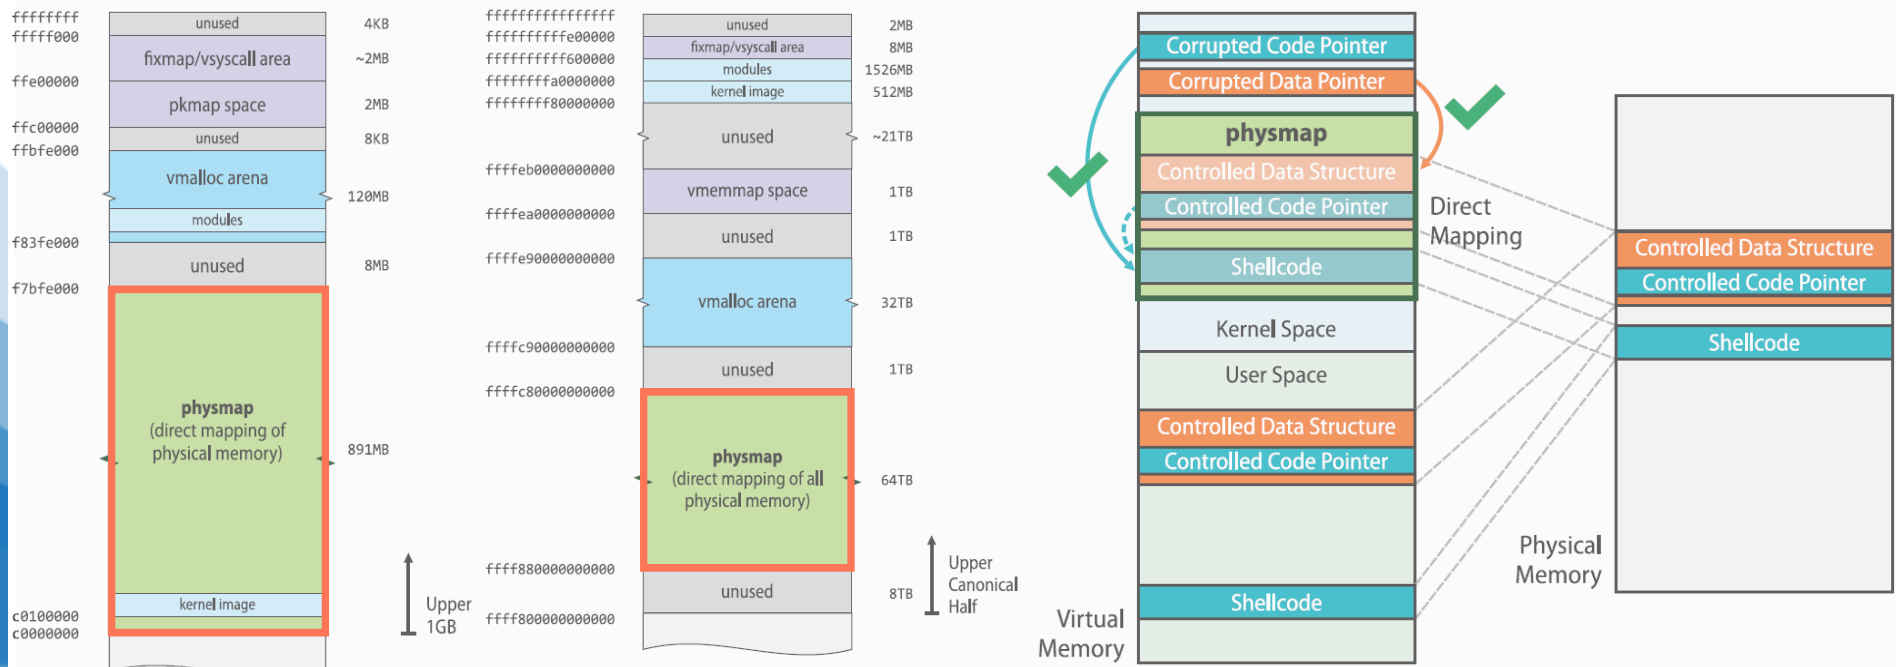 ffffffff
unused
4KB
fffff000
fixmap/vsyscall area
~2MB
ffe00000
pkmap space
2MB
ffc00000
unused
8KB
ffbfe000
vmalloc arena
120MB
modules
f83fe000
unused
8MB
f7bfe000
physmap
(direct mapping of
physical memory)
891MB
kernel image
c0100000
c0000000
Upper
1GB
ffffffffffffffff
unused
2MB
ffffffffffe00000
fixmap/vsyscall area
8MB
ffffffffff600000
modules
1526MB
ffffffffa0000000
kernel image
512MB
ffffffff80000000
unused
~21TB
ffffeb0000000000
vmemmap space
1TB
ffffea0000000000
unused
1TB
ffffe90000000000
vmalloc arena
32TB
ffffc90000000000
unused
1TB
ffffc80000000000
physmap
(direct mapping of all
physical memory)
64TB
ffff880000000000
unused
8TB
ffff800000000000
Upper
Canonical
Half
Corrupted Code Pointer
Corrupted Data Pointer
physmap
Controlled Data Structure
Controlled Code Pointer
Shellcode
Kernel Space
User Space
Controlled Data Structure
Controlled Code Pointer
Shellcode
Virtual
Memory
Direct
Mapping
Controlled Data Structure
Controlled Code Pointer
Shellcode
Physical
Memory